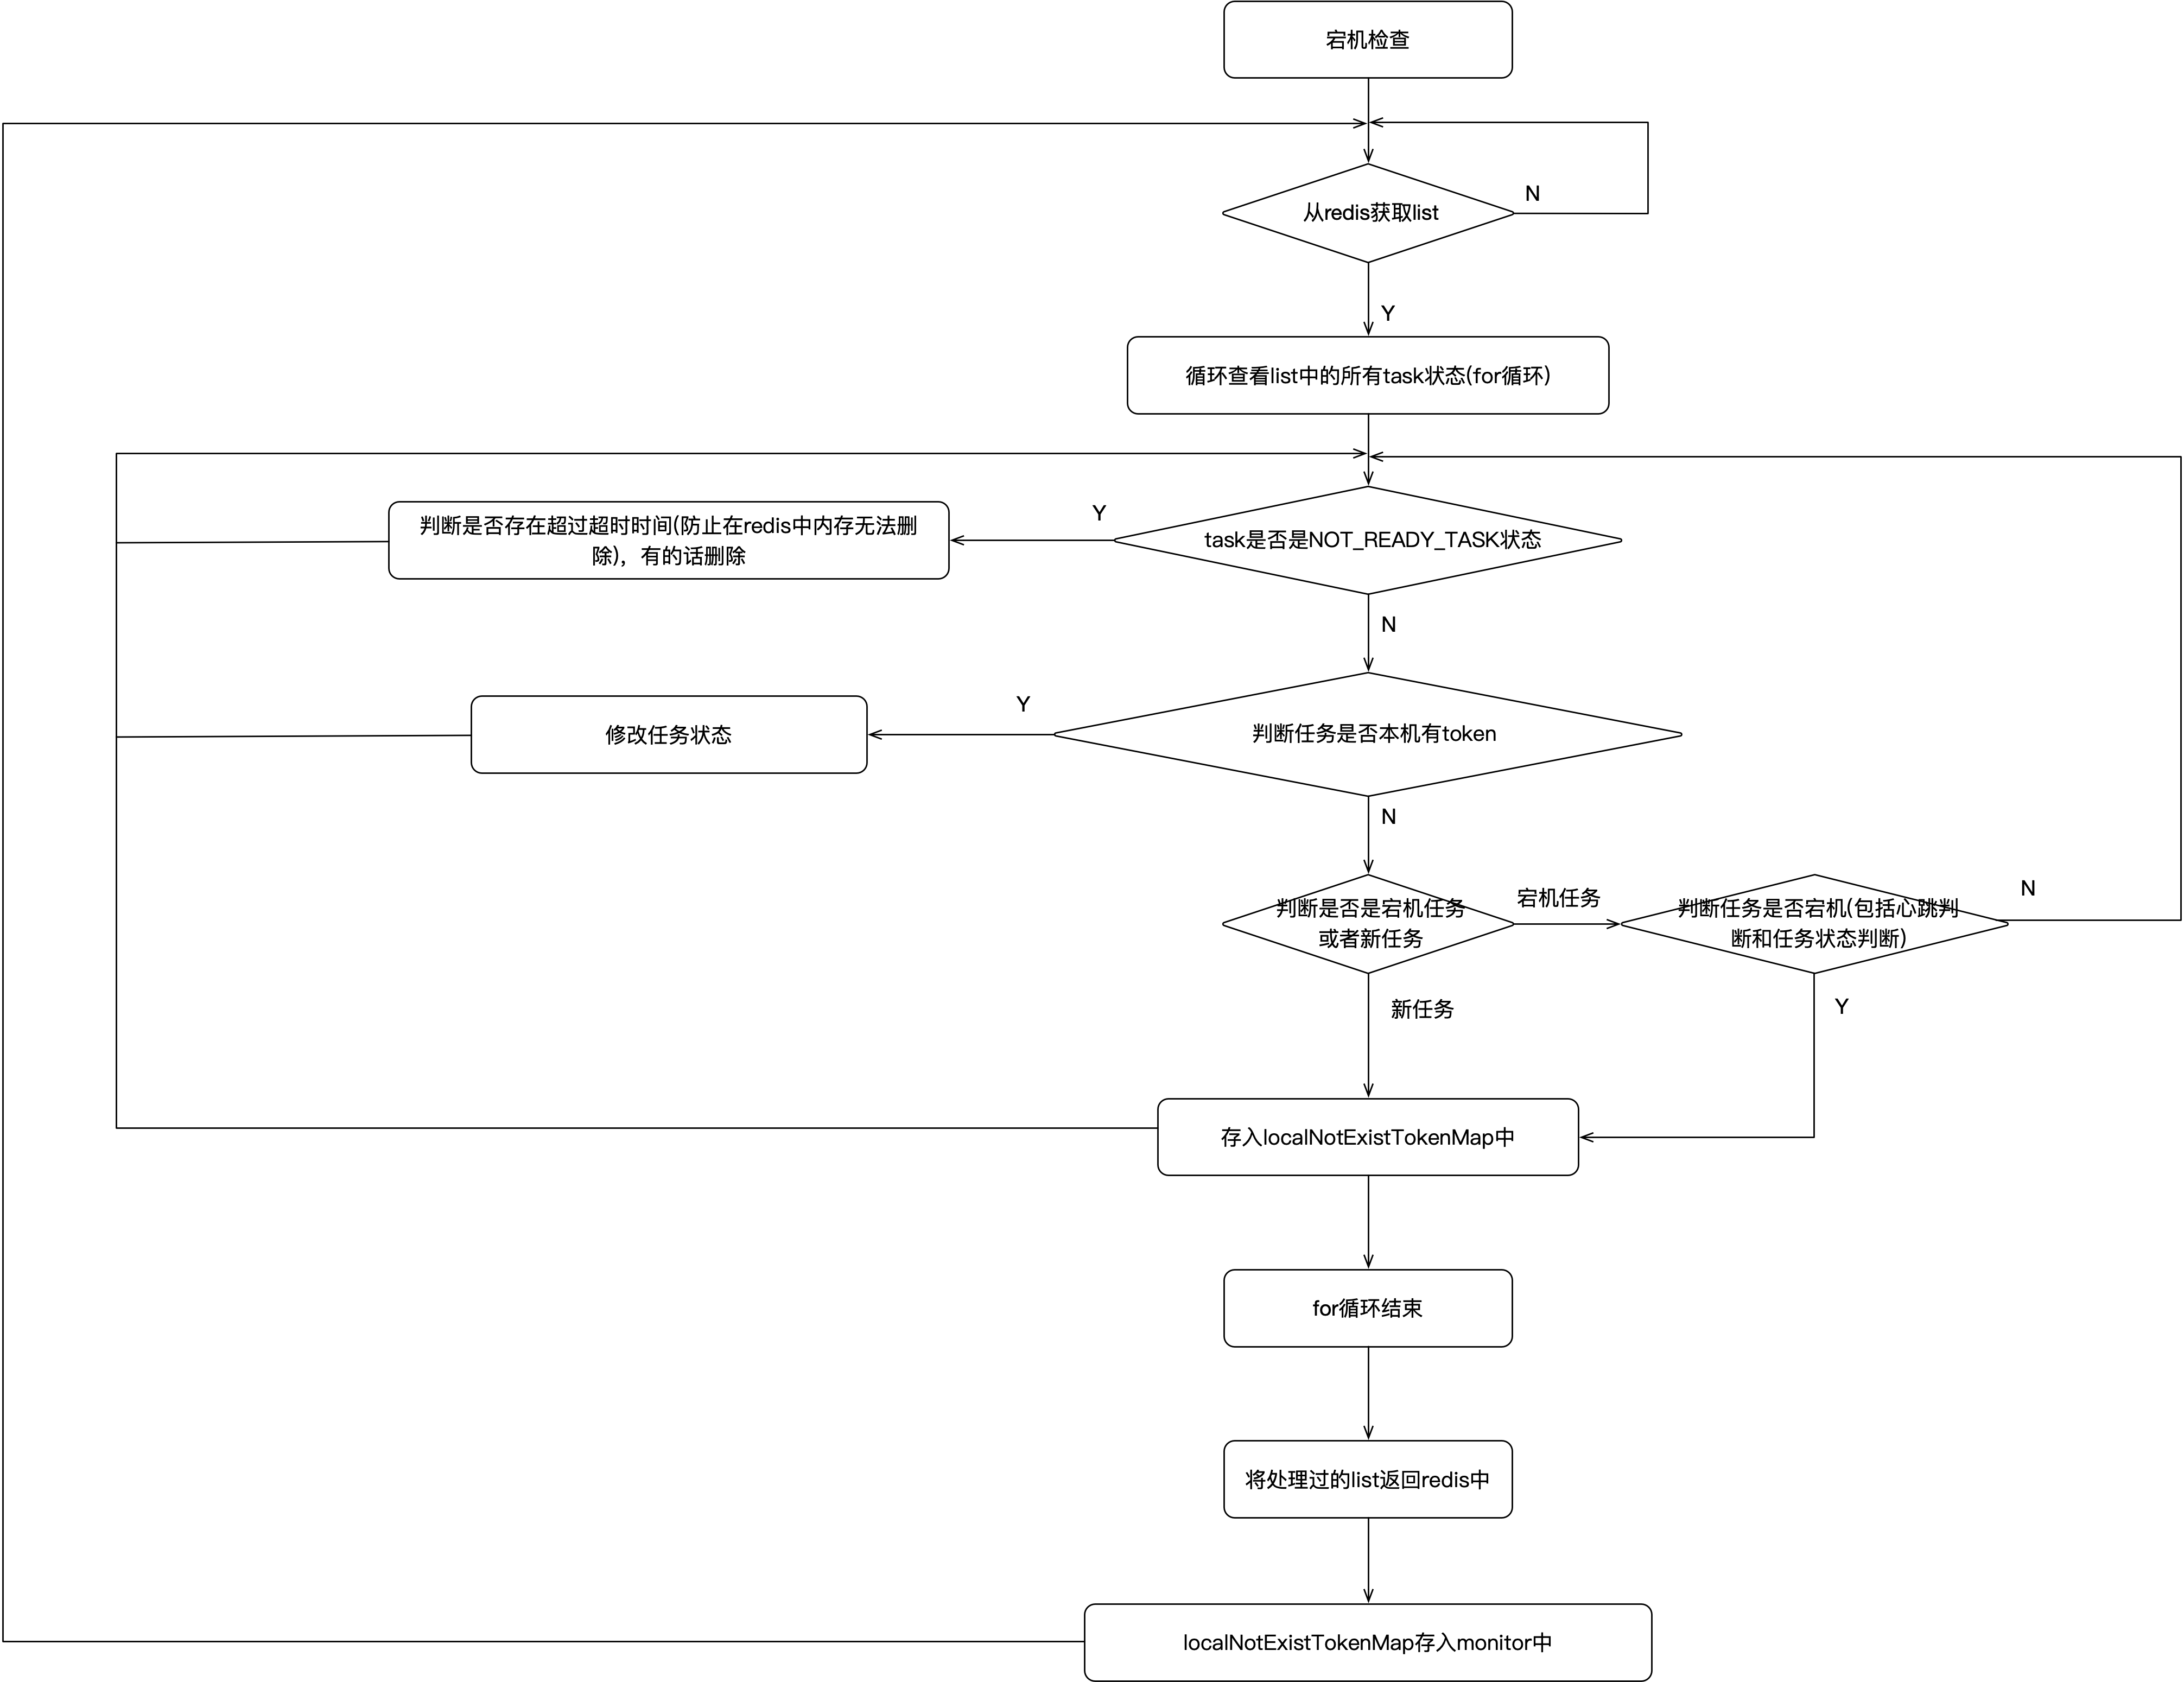 宕机检查
从redis获取list
N
Y
循环查看list中的所有task状态(for循环)
Y
判断是否存在超过超时时间(防止在redis中内存无法删
除)，有的话删除
task是否是NOT_READY_TASK状态
N
Y
修改任务状态
判断任务是否本机有token
N
判断是否是宕机任务
或者新任务
宕机任务
判断任务是否宕机(包括心跳判
断和任务状态判断)
N
新任务
Y
存入localNotExistTokenMap中
for循环结束
将处理过的list返回redis中
localNotExistTokenMap存入monitor中